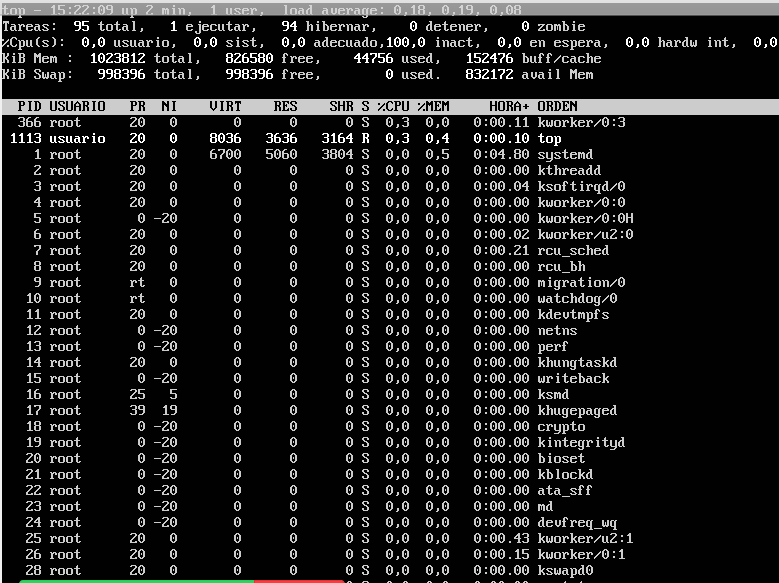 top - 15:22:09 up 2 min,  1 user,  load average: 0,18, 0,19, 0,08
Tareas:  95 total,   1 ejecutar,   94 hibernar,    0 detener,    0 zombie
%Cpu(s):  0,0 usuario,  0,0 sist,  0,0 adecuado,100,0 inact,  0,0 en espera,  0,0 hardw int,  0,0
KiB Mem :  1023812 total,   826580 free,    44756 used,   152476 buff/cache
KiB Swap:   998396 total,   998396 free,        0 used.   832172 avail Mem
PID USUARIO   PR  NI    VIRT    RES    SHR S %CPU %MEM     HORA+ ORDEN
366 root      20   0       0      0      0 S  0,3  0,0   0:00.11 kworker/0:3
1113 usuario   20   0    8036   3636   3164 R  0,3  0,4   0:00.10 top
1 root      20   0    6700   5060   3804 S  0,0  0,5   0:04.80 systemd
2 root      20   0       0      0      0 S  0,0  0,0   0:00.00 kthreadd
3 root      20   0       0      0      0 S  0,0  0,0   0:00.04 ksoftirqd/0
4 root      20   0       0      0      0 S  0,0  0,0   0:00.00 kworker/0:0
5 root       0 -20       0      0      0 S  0,0  0,0   0:00.00 kworker/0:0H
6 root      20   0       0      0      0 S  0,0  0,0   0:00.02 kworker/u2:0
7 root      20   0       0      0      0 S  0,0  0,0   0:00.21 rcu_sched
8 root      20   0       0      0      0 S  0,0  0,0   0:00.00 rcu_bh
9 root      rt   0       0      0      0 S  0,0  0,0   0:00.00 migration/0
10 root      rt   0       0      0      0 S  0,0  0,0   0:00.00 watchdog/0
11 root      20   0       0      0      0 S  0,0  0,0   0:00.00 kdevtmpfs
12 root       0 -20       0      0      0 S  0,0  0,0   0:00.00 netns
13 root       0 -20       0      0      0 S  0,0  0,0   0:00.00 perf
14 root      20   0       0      0      0 S  0,0  0,0   0:00.00 khungtaskd
15 root       0 -20       0      0      0 S  0,0  0,0   0:00.00 writeback
16 root      25   5       0      0      0 S  0,0  0,0   0:00.00 ksmd
17 root      39  19       0      0      0 S  0,0  0,0   0:00.00 khugepaged
18 root       0 -20       0      0      0 S  0,0  0,0   0:00.00 crypto
19 root       0 -20       0      0      0 S  0,0  0,0   0:00.00 kintegrityd
20 root       0 -20       0      0      0 S  0,0  0,0   0:00.00 bioset
21 root       0 -20       0      0      0 S  0,0  0,0   0:00.00 kblockd
22 root       0 -20       0      0      0 S  0,0  0,0   0:00.00 ata_sff
23 root       0 -20       0      0      0 S  0,0  0,0   0:00.00 md
24 root       0 -20       0      0      0 S  0,0  0,0   0:00.00 devfreq_wq
25 root      20   0       0      0      0 S  0,0  0,0   0:00.43 kworker/u2:1
26 root      20   0       0      0      0 S  0,0  0,0   0:00.15 kworker/0:1
28 root      20   0       0      0      0 S  0,0  0,0   0:00.00 kswapd0